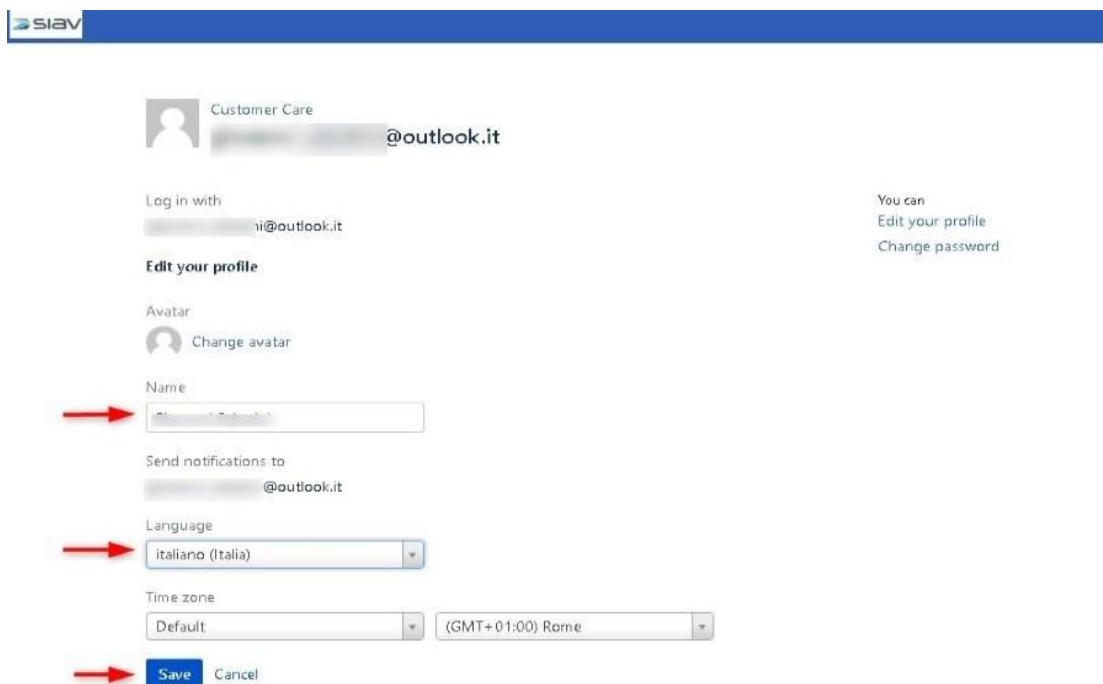 siav
Customer Care
@outlook.it
Log in with
ni@outlook.it
You can
Edit your profile
Change password
Edit your profile
Avatar
Change avatar
Name
Send notifications to
@outlook.it
Language
italiano (Italia)
Time zone
Default (GMT+01:00) Rome
Save Cancel